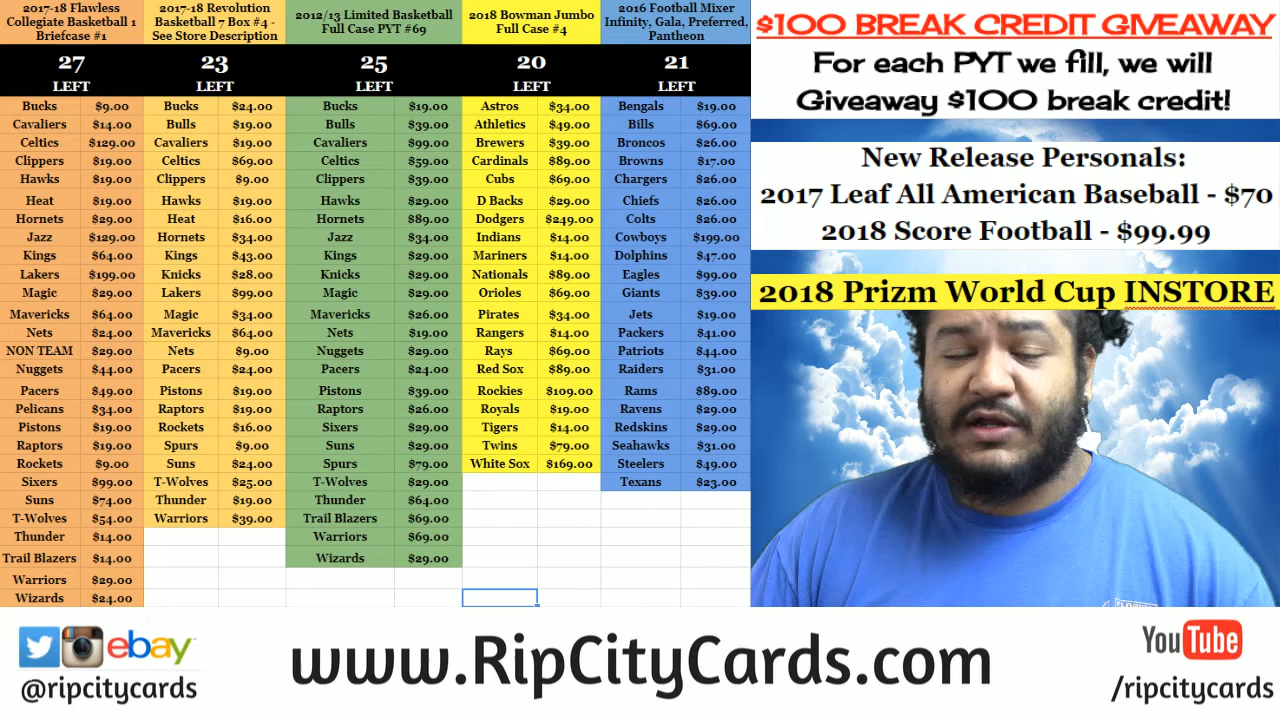 2017-18 Flawless
Collegiate Basketball 1
Briefcase #1
27
LEFT
Bucks $9.00
Cavaliers $14.00
Celtics $129.00
Clippers $19.00
Hawks $19.00
Heat $19.00
Hornets $29.00
Jazz $129.00
Kings $64.00
Lakers $199.00
Magic $29.00
Mavericks $64.00
Nets $24.00
NON TEAM $29.00
Nuggets $44.00
Pacers $49.00
Pelicans $34.00
Pistons $19.00
Raptors $19.00
Rockets $9.00
Sixers $99.00
Suns $74.00
T-Wolves $54.00
Thunder $14.00
Trail Blazers $14.00
Warriors $29.00
Wizards $24.00
2017-18 Revolution
Basketball 7 Box #4 -
See Store Description
23
LEFT
Bucks $24.00
Bulls $19.00
Cavaliers $19.00
Celtics $69.00
Clippers $9.00
Hawks $19.00
Heat $16.00
Hornets $34.00
Kings $43.00
Knicks $28.00
Lakers $99.00
Magic $34.00
Mavericks $64.00
Nets $9.00
Pacers $24.00
Pistons $19.00
Raptors $19.00
Rockets $16.00
Spurs $9.00
Suns $24.00
T-Wolves $25.00
Thunder $19.00
Warriors $39.00
2012/13 Limited Basketball
Full Case PYT #69
25
LEFT
Bucks $19.00
Bulls $39.00
Cavaliers $99.00
Celtics $59.00
Clippers $39.00
Hawks $29.00
Hornets $89.00
Jazz $34.00
Kings $29.00
Knicks $29.00
Magic $29.00
Mavericks $26.00
Nets $19.00
Nuggets $29.00
Pacers $24.00
Pistons $39.00
Raptors $26.00
Sixers $29.00
Suns $29.00
Spurs $79.00
T-Wolves $29.00
Thunder $64.00
Trail Blazers $69.00
Warriors $69.00
Wizards $29.00
2018 Bowman Jumbo
Full Case #4
20
LEFT
Astros $34.00
Athletics $49.00
Brewers $39.00
Cardinals $89.00
Cubs $69.00
D Backs $29.00
Dodgers $249.00
Indians $14.00
Mariners $14.00
Nationals $89.00
Orioles $69.00
Pirates $34.00
Rangers $14.00
Rays $69.00
Red Sox $89.00
Rockies $109.00
Royals $19.00
Tigers $14.00
Twins $79.00
White Sox $169.00
2016 Football Mixer
Infinity, Gala, Preferred,
Pantheon
21
LEFT
Bengals $19.00
Bills $69.00
Broncos $26.00
Browns $17.00
Chargers $26.00
Chiefs $26.00
Colts $26.00
Cowboys $199.00
Dolphins $47.00
Eagles $99.00
Giants $39.00
Jets $19.00
Packers $41.00
Patriots $44.00
Raiders $31.00
Rams $89.00
Ravens $29.00
Redskins $29.00
Seahawks $31.00
Steelers $49.00
Texans $23.00
$100 BREAK CREDIT GIVEAWAY
For each PYT we fill, we will
Giveaway $100 break credit!
New Release Personals:
2017 Leaf All American Baseball - $70
2018 Score Football - $99.99
2018 Prizm World Cup INSTORE
ebay
@ripcitycards
www.RipCityCards.com
YouTube
/ripcitycards